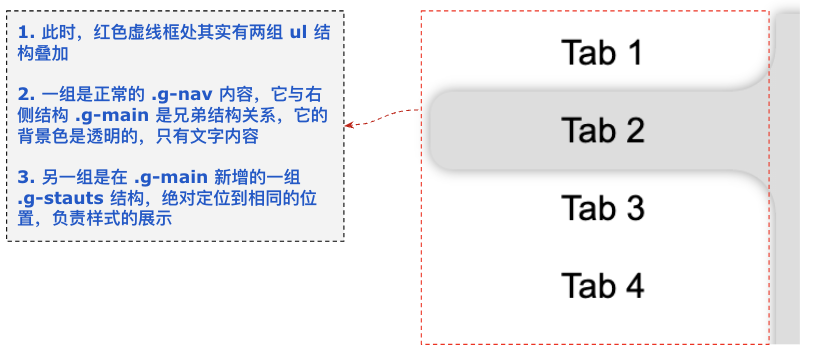 1. 此时，红色虚线框处其实有两组 ul 结
构叠加
2. 一组是正常的 .g-nav 内容，它与右
侧结构 .g-main 是兄弟结构关系，它的
背景色是透明的，只有文字内容
3. 另一组是在 .g-main 新增的一组
.g-stauts 结构，绝对定位到相同的位
置，负责样式的展示
Tab 1
Tab 2
Tab 3
Tab 4